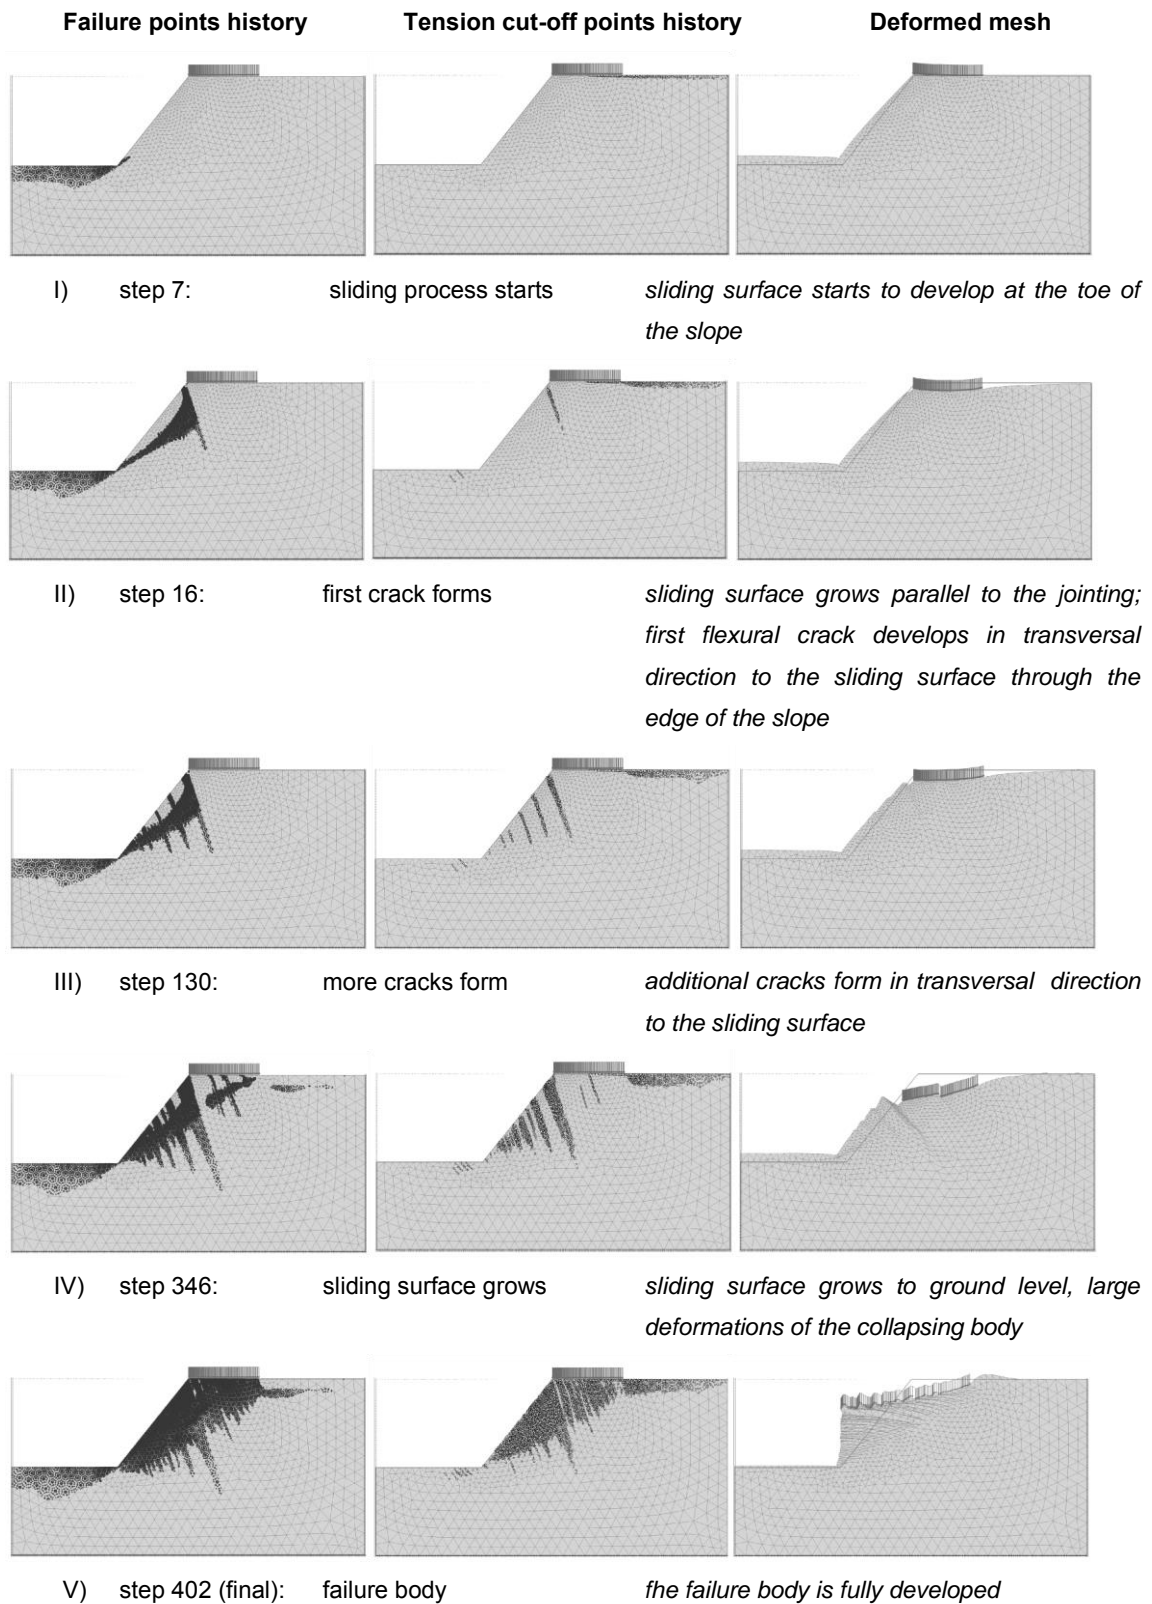 Failure points history Tension cut-off points history Deformed mesh
I) step 7: sliding process starts sliding surface starts to develop at the toe of
the slope
II) step 16: first crack forms sliding surface grows parallel to the jointing;
first flexural crack develops in transversal
direction to the sliding surface through the
edge of the slope
III) step 130: more cracks form additional cracks form in transversal direction
to the sliding surface
IV) step 346: sliding surface grows sliding surface grows to ground level, large
deformations of the collapsing body
V) step 402 (final): failure body fhe failure body is fully developed